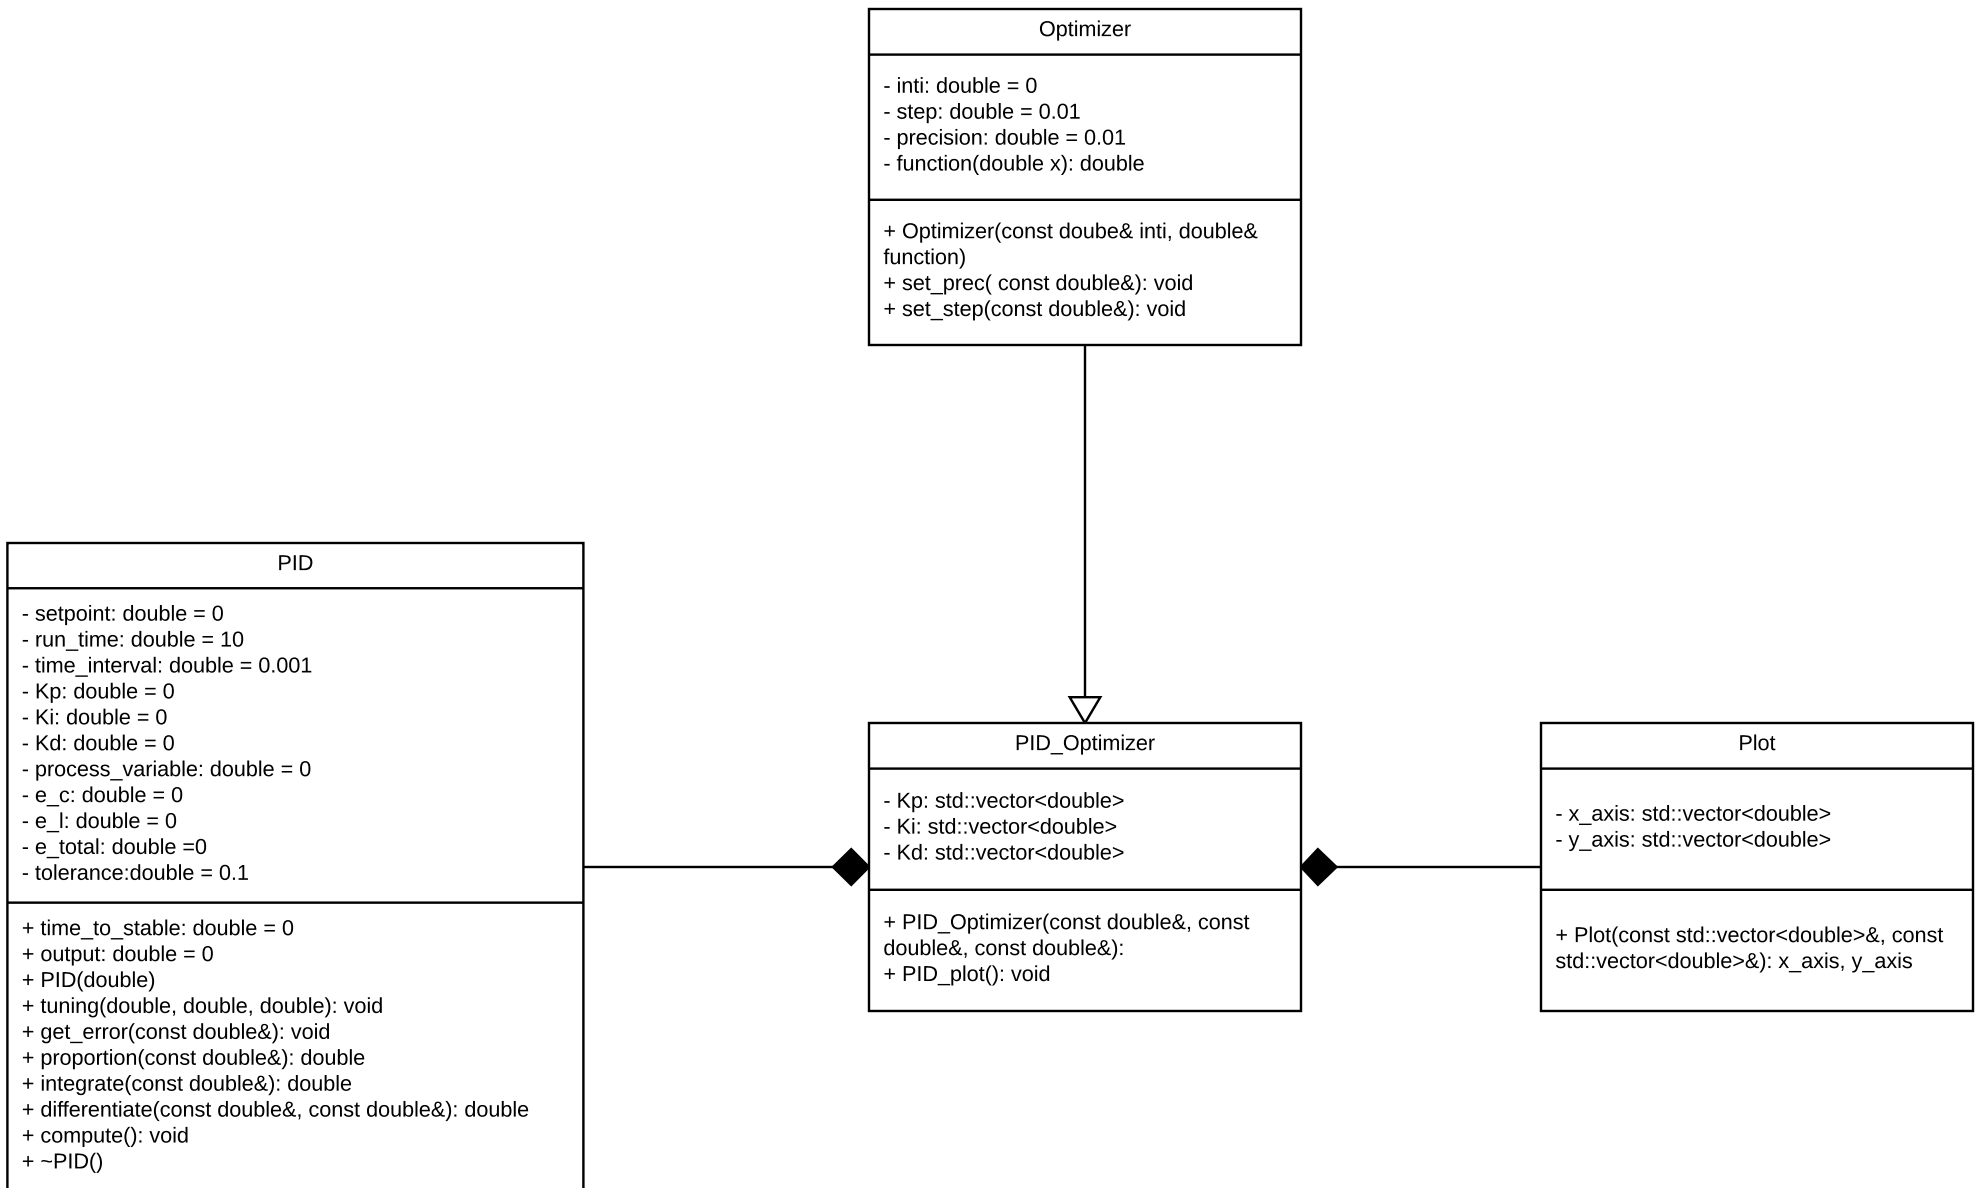 Optimizer
- inti: double = 0
- step: double = 0.01
- precision: double = 0.01
- function(double x): double
+ Optimizer(const doube& inti, double&
function)
+ set_prec( const double&): void
+ set_step(const double&): void
PID
- setpoint: double = 0
- run_time: double = 10
- time_interval: double = 0.001
- Kp: double = 0
- Ki: double = 0
- Kd: double = 0
- process_variable: double = 0
- e_c: double = 0
- e_l: double = 0
- e_total: double =0
- tolerance:double = 0.1
+ time_to_stable: double = 0
+ output: double = 0
+ PID(double)
+ tuning(double, double, double): void
+ get_error(const double&): void
+ proportion(const double&): double
+ integrate(const double&): double
+ differentiate(const double&, const double&): double
+ compute(): void
+ ~PID()
PID_Optimizer
- Kp: std::vector<double>
- Ki: std::vector<double>
- Kd: std::vector<double>
+ PID_Optimizer(const double&, const
double&, const double&):
+ PID_plot(): void
Plot
- x_axis: std::vector<double>
- y_axis: std::vector<double>
+ Plot(const std::vector<double>&, const
std::vector<double>&): x_axis, y_axis